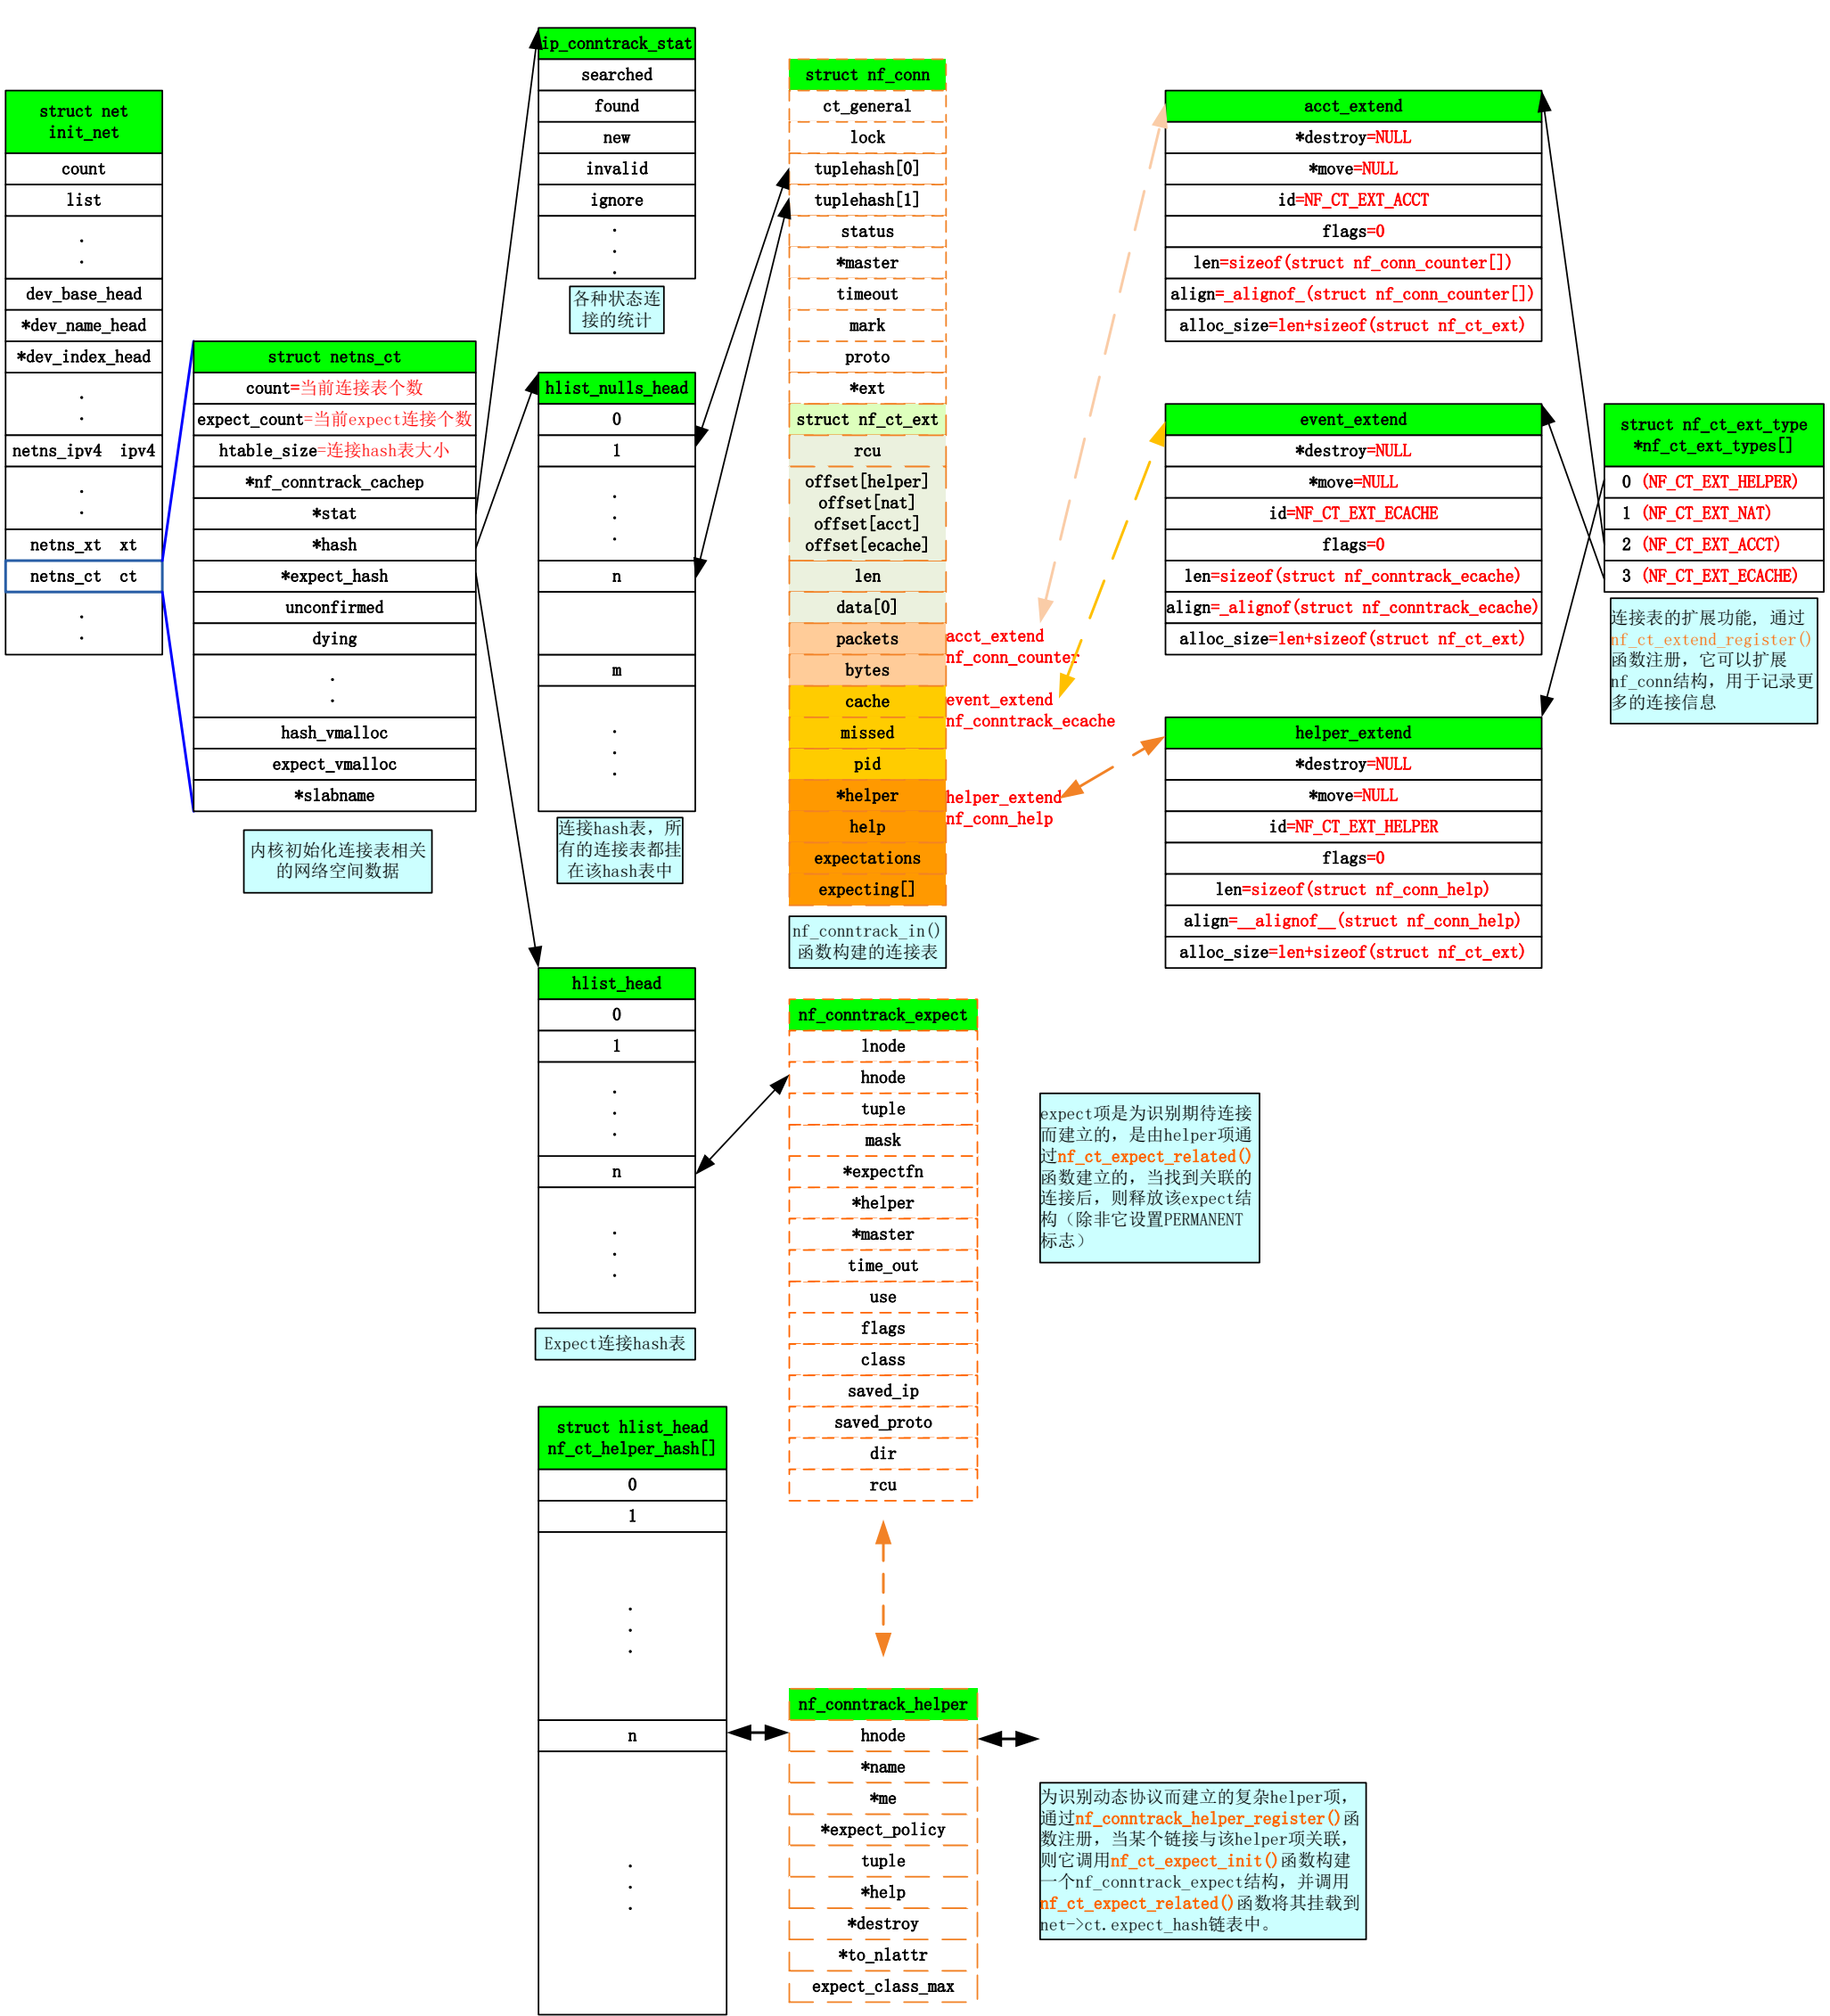 struct net
init_net
count
list
.
.
dev_base_head
*dev_name_head
*dev_index_head
.
.
netns_ipv4  ipv4
.
.
netns_xt  xt
netns_ct  ct
.
.
struct netns_ct
count=当前连接表个数
expect_count=当前expect连接个数
htable_size=连接hash表大小
*nf_conntrack_cachep
*stat
*hash
*expect_hash
unconfirmed
dying
.
.
hash_vmalloc
expect_vmalloc
*slabname
内核初始化连接表相关
的网络空间数据
ip_conntrack_stat
searched
found
new
invalid
ignore
.
.
.
各种状态连
接的统计
hlist_nulls_head
0
1
.
.
.
n
m
.
.
.
连接hash表，所
有的连接表都挂
在该hash表中
hlist_head
0
1
.
.
.
n
.
.
.
Expect连接hash表
struct hlist_head
nf_ct_helper_hash[]
0
1
.
.
.
n
.
.
.
struct nf_conn
ct_general
lock
tuplehash[0]
tuplehash[1]
status
*master
timeout
mark
proto
*ext
struct nf_ct_ext
rcu
offset[helper]
offset[nat]
offset[acct]
offset[ecache]
len
data[0]
packets
bytes
cache
missed
pid
*helper
help
expectations
expecting[]
acct_extend
nf_conn_counter
event_extend
nf_conntrack_ecache
helper_extend
nf_conn_help
nf_conntrack_in()
函数构建的连接表
nf_conntrack_expect
lnode
hnode
tuple
mask
*expectfn
*helper
*master
time_out
use
flags
class
saved_ip
saved_proto
dir
rcu
nf_conntrack_helper
hnode
*name
*me
*expect_policy
tuple
*help
*destroy
*to_nlattr
expect_class_max
acct_extend
*destroy=NULL
*move=NULL
id=NF_CT_EXT_ACCT
flags=0
len=sizeof(struct nf_conn_counter[])
align=_alignof_(struct nf_conn_counter[])
alloc_size=len+sizeof(struct nf_ct_ext)
event_extend
*destroy=NULL
*move=NULL
id=NF_CT_EXT_ECACHE
flags=0
len=sizeof(struct nf_conntrack_ecache)
align=_alignof(struct nf_conntrack_ecache)
alloc_size=len+sizeof(struct nf_ct_ext)
helper_extend
*destroy=NULL
*move=NULL
id=NF_CT_EXT_HELPER
flags=0
len=sizeof(struct nf_conn_help)
align=__alignof__(struct nf_conn_help)
alloc_size=len+sizeof(struct nf_ct_ext)
struct nf_ct_ext_type
*nf_ct_ext_types[]
0 (NF_CT_EXT_HELPER)
1 (NF_CT_EXT_NAT)
2 (NF_CT_EXT_ACCT)
3 (NF_CT_EXT_ECACHE)
连接表的扩展功能, 通过
nf_ct_extend_register()
函数注册，它可以扩展
nf_conn结构，用于记录更
多的连接信息
expect项是为识别期待连接
而建立的，是由helper项通
过nf_ct_expect_related()
函数建立的，当找到关联的
连接后，则释放该expect结
构（除非它设置PERMANENT
标志）
为识别动态协议而建立的复杂helper项，
通过nf_conntrack_helper_register()函
数注册，当某个链接与该helper项关联，
则它调用nf_ct_expect_init()函数构建
一个nf_conntrack_expect结构，并调用
nf_ct_expect_related()函数将其挂载到
net->ct.expect_hash链表中。